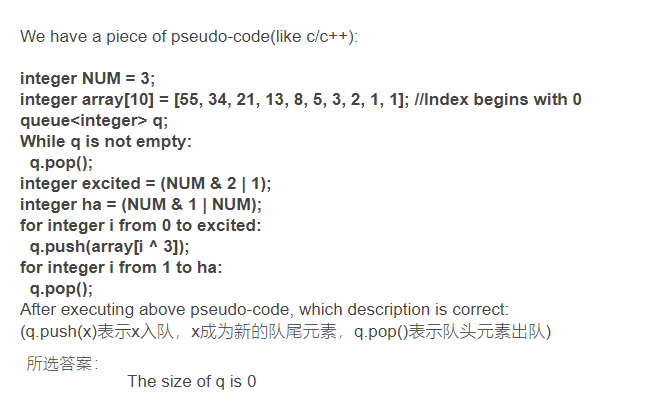 We have a piece of pseudo-code(like c/c++):
integer NUM = 3;
integer array[10] = [55, 34, 21, 13, 8, 5, 3, 2, 1, 1]; //Index begins with 0
queue<integer> q;
While q is not empty:
q.pop();
integer excited = (NUM & 2 | 1);
integer ha = (NUM & 1 | NUM);
for integer i from 0 to excited:
q.push(array[i ^ 3]);
for integer i from 1 to ha:
q.pop();
After executing above pseudo-code, which description is correct:
(q.push(x)表示x入队，x成为新的队尾元素，q.pop()表示队头元素出队)
所选答案：
The size of q is 0